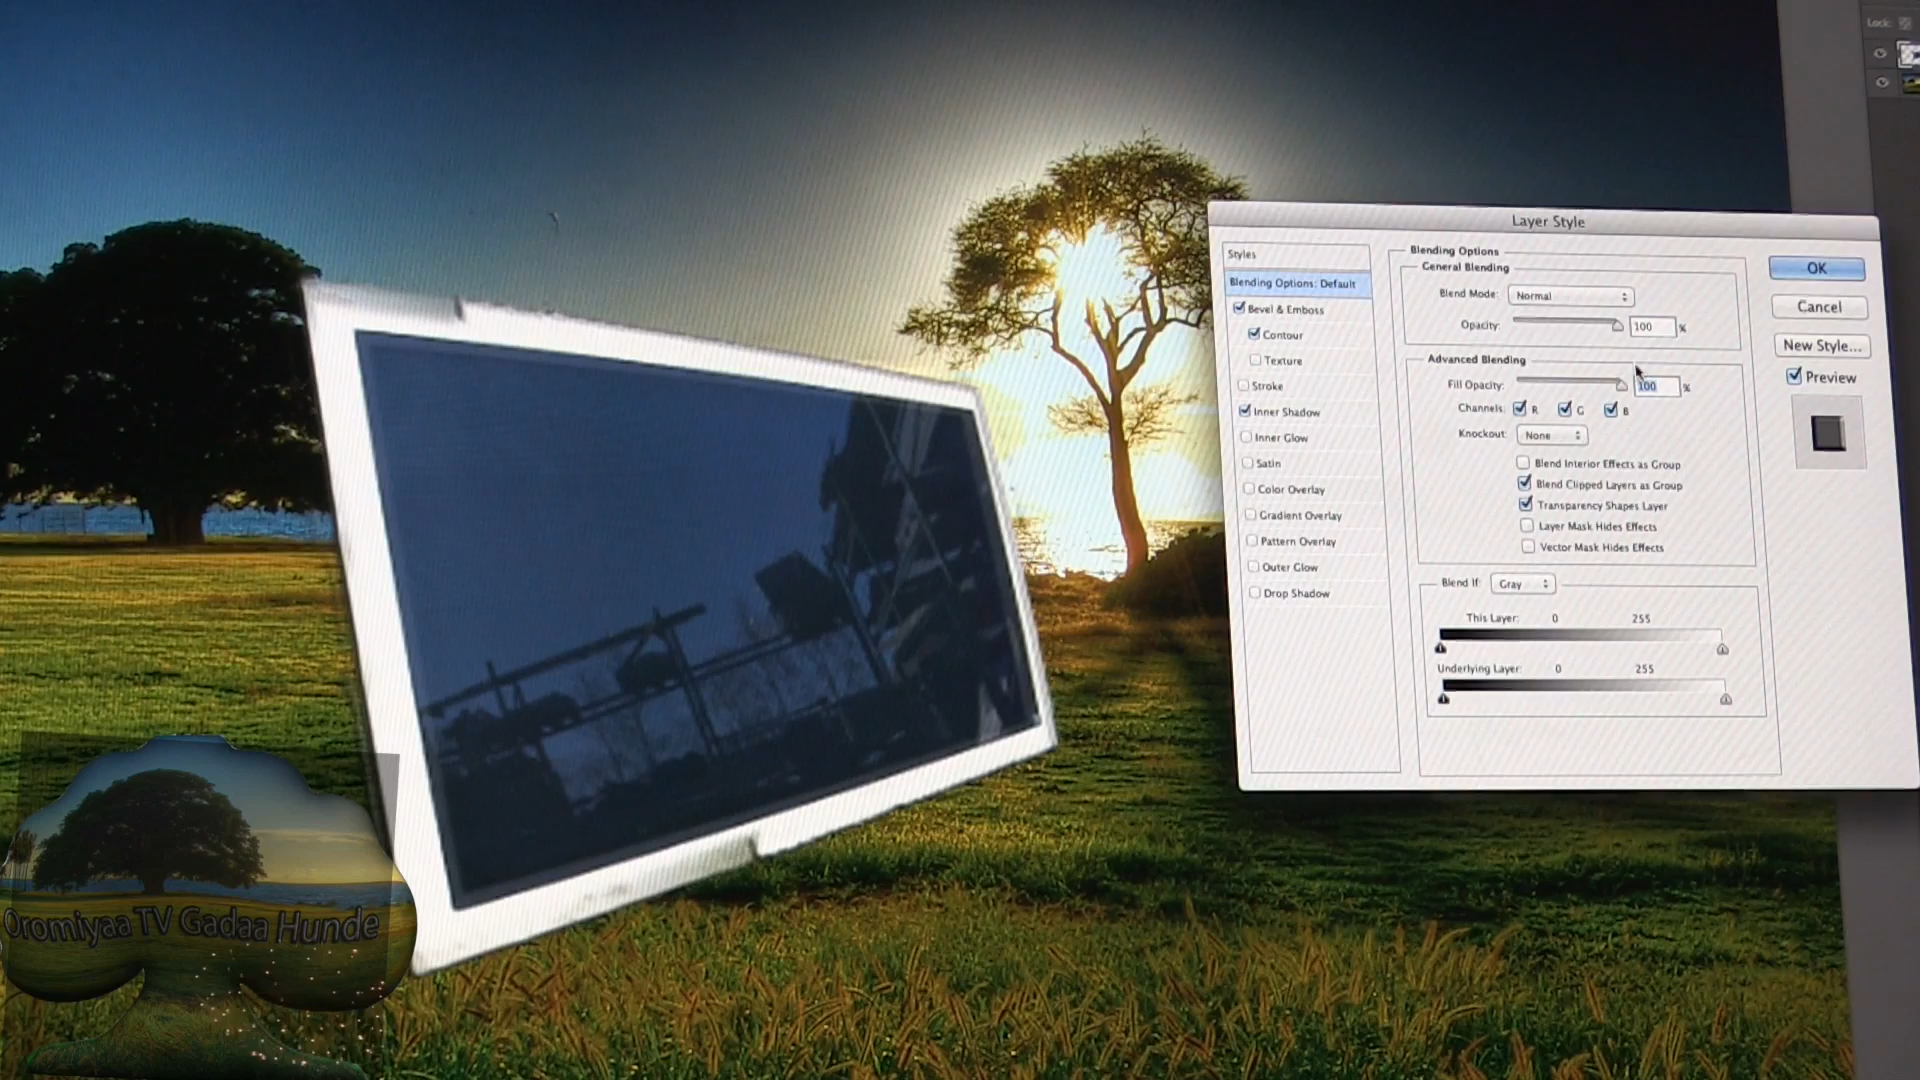 Lock:
Layer Style
Styles
Blending Options: Default
Bevel & Emboss
Contour
Texture
Stroke
Inner Shadow
Inner Glow
Satin
Color Overlay
Gradient Overlay
Pattern Overlay
Outer Glow
Drop Shadow
Blending Options
General Blending
Blend Mode: Normal
Opacity: 100 %
Advanced Blending
Fill Opacity: 100 %
Channels: R G B
Knockout: None
Blend Interior Effects as Group
Blend Clipped Layers as Group
Transparency Shapes Layer
Layer Mask Hides Effects
Vector Mask Hides Effects
Blend If: Gray
This Layer: 0 255
Underlying Layer: 0 255
OK
Cancel
New Style...
Preview
Oromiyaa TV Gadaa Hunde